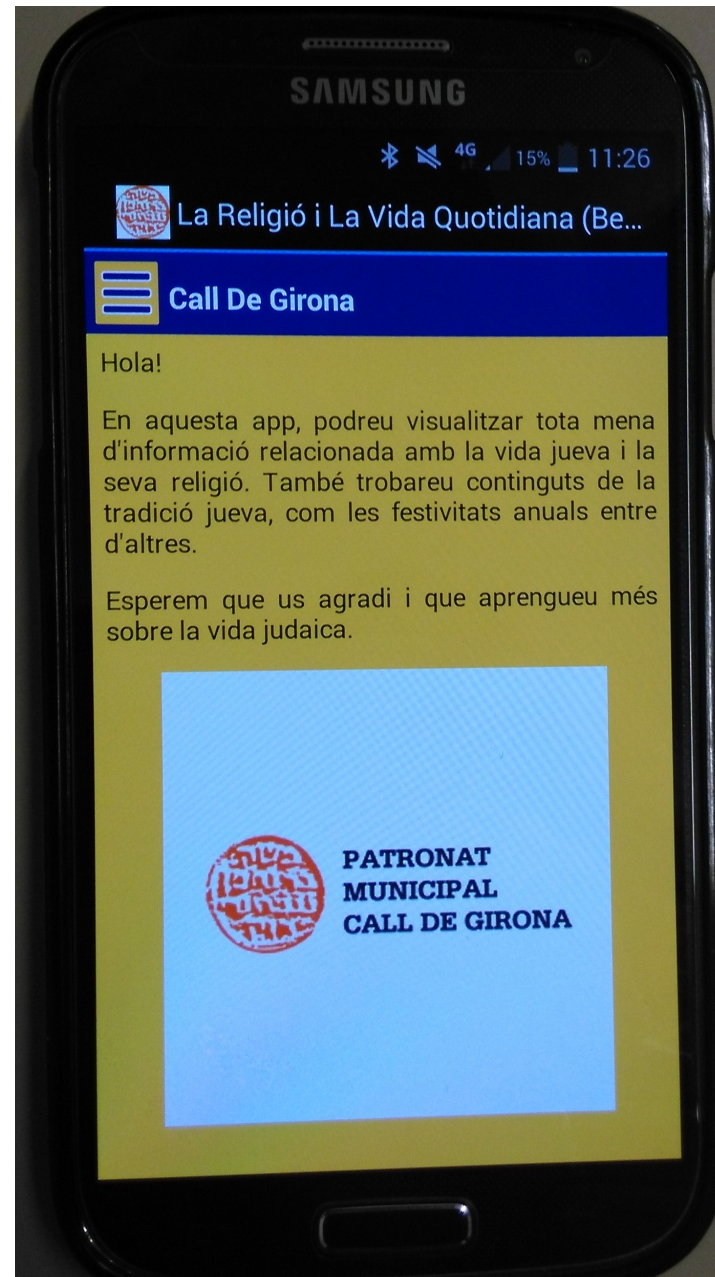 SAMSUNG
4G 15% 11:26
La Religió i La Vida Quotidiana (Be...
Call De Girona
Hola!
En aquesta app, podreu visualitzar tota mena
d'informació relacionada amb la vida jueva i la
seva religió. També trobareu continguts de la
tradició jueva, com les festivitats anuals entre
d'altres.
Esperem que us agradi i que aprengueu més
sobre la vida judaica.
PATRONAT
MUNICIPAL
CALL DE GIRONA